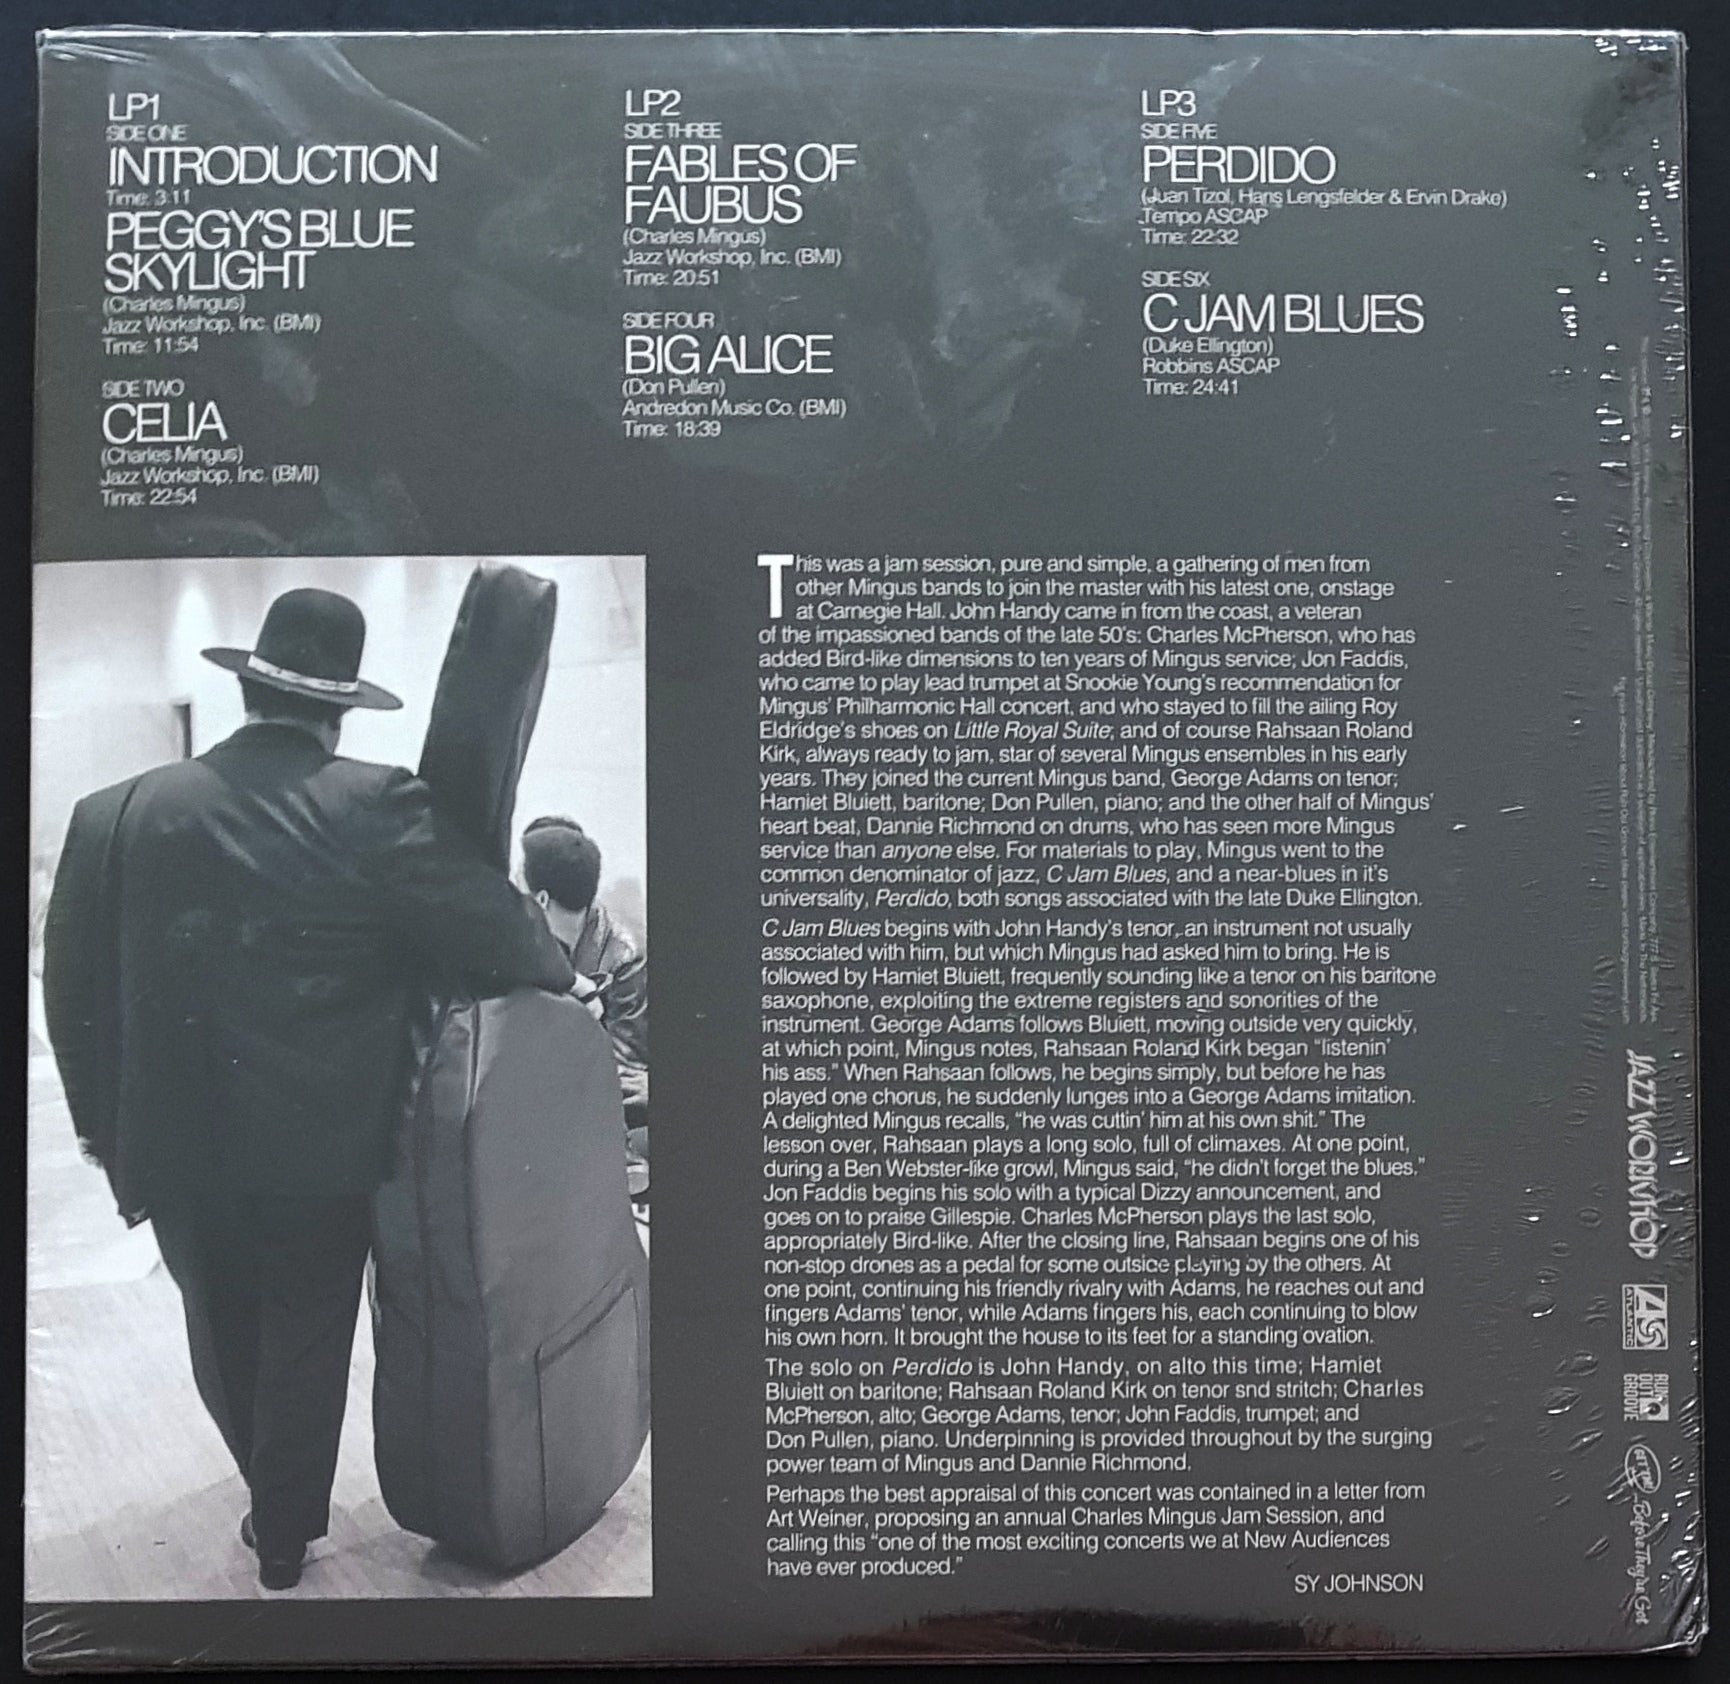 LP1
SIDE ONE
INTRODUCTION
Time: 3:11
PEGGY'S BLUE
SKYLIGHT
(Charles Mingus)
Jazz Workshop, Inc. (BMI)
Time: 11:54
SIDE TWO
CELIA
(Charles Mingus)
Jazz Workshop, Inc. (BMI)
Time: 22:54
LP2
SIDE THREE
FABLES OF
FAUBUS
(Charles Mingus)
Jazz Workshop, Inc. (BMI)
Time: 20:51
SIDE FOUR
BIG ALICE
(Don Pullen)
Andredon Music Co. (BMI)
Time: 18:39
LP3
SIDE FIVE
PERDIDO
(Juan Tizol, Hans Lengsfelder & Ervin Drake)
Tempo ASCAP
Time: 22:32
SIDE SIX
C JAM BLUES
(Duke Ellington)
Robbins ASCAP
Time: 24:41
This was a jam session, pure and simple, a gathering of men from
other Mingus bands to join the master with his latest one, onstage
at Carnegie Hall. John Handy came in from the coast, a veteran
of the impassioned bands of the late 50's: Charles McPherson, who has
added Bird-like dimensions to ten years of Mingus service; Jon Faddis,
who came to play lead trumpet at Snookie Young's recommendation for
Mingus' Philharmonic Hall concert, and who stayed to fill the ailing Roy
Eldridge's shoes on Little Royal Suite; and of course Rahsaan Roland
Kirk, always ready to jam, star of several Mingus ensembles in his early
years. They joined the current Mingus band, George Adams on tenor;
Hamiet Bluiett, baritone; Don Pullen, piano; and the other half of Mingus'
heart beat, Dannie Richmond on drums, who has seen more Mingus
service than anyone else. For materials to play, Mingus went to the
common denominator of jazz, C Jam Blues, and a near-blues in it's
universality, Perdido, both songs associated with the late Duke Ellington.
C Jam Blues begins with John Handy's tenor, an instrument not usually
associated with him, but which Mingus had asked him to bring. He is
followed by Hamiet Bluiett, frequently sounding like a tenor on his baritone
saxophone, exploiting the extreme registers and sonorities of the
instrument. George Adams follows Bluiett, moving outside very quickly,
at which point, Mingus notes, Rahsaan Roland Kirk began "listenin'
his ass." When Rahsaan follows, he begins simply, but before he has
played one chorus, he suddenly lunges into a George Adams imitation.
A delighted Mingus recalls, "he was cuttin' him at his own shit." The
lesson over, Rahsaan plays a long solo, full of climaxes. At one point,
during a Ben Webster-like growl, Mingus said, "he didn't forget the blues."
Jon Faddis begins his solo with a typical Dizzy announcement, and
goes on to praise Gillespie. Charles McPherson plays the last solo,
appropriately Bird-like. After the closing line, Rahsaan begins one of his
non-stop drones as a pedal for some outside playing by the others. At
one point, continuing his friendly rivalry with Adams, he reaches out and
fingers Adams' tenor, while Adams fingers his, each continuing to blow
his own horn. It brought the house to its feet for a standing ovation.
The solo on Perdido is John Handy, on alto this time; Hamiet
Bluiett on baritone; Rahsaan Roland Kirk on tenor snd stritch; Charles
McPherson, alto; George Adams, tenor; John Faddis, trumpet; and
Don Pullen, piano. Underpinning is provided throughout by the surging
power team of Mingus and Dannie Richmond.
Perhaps the best appraisal of this concert was contained in a letter from
Art Weiner, proposing an annual Charles Mingus Jam Session, and
calling this "one of the most exciting concerts we at New Audiences
have ever produced."
SY JOHNSON
JAZZ WORKSHOP
ATLANTIC
RUN
OUT
GROOVE
GET 'EM
Before They're Got